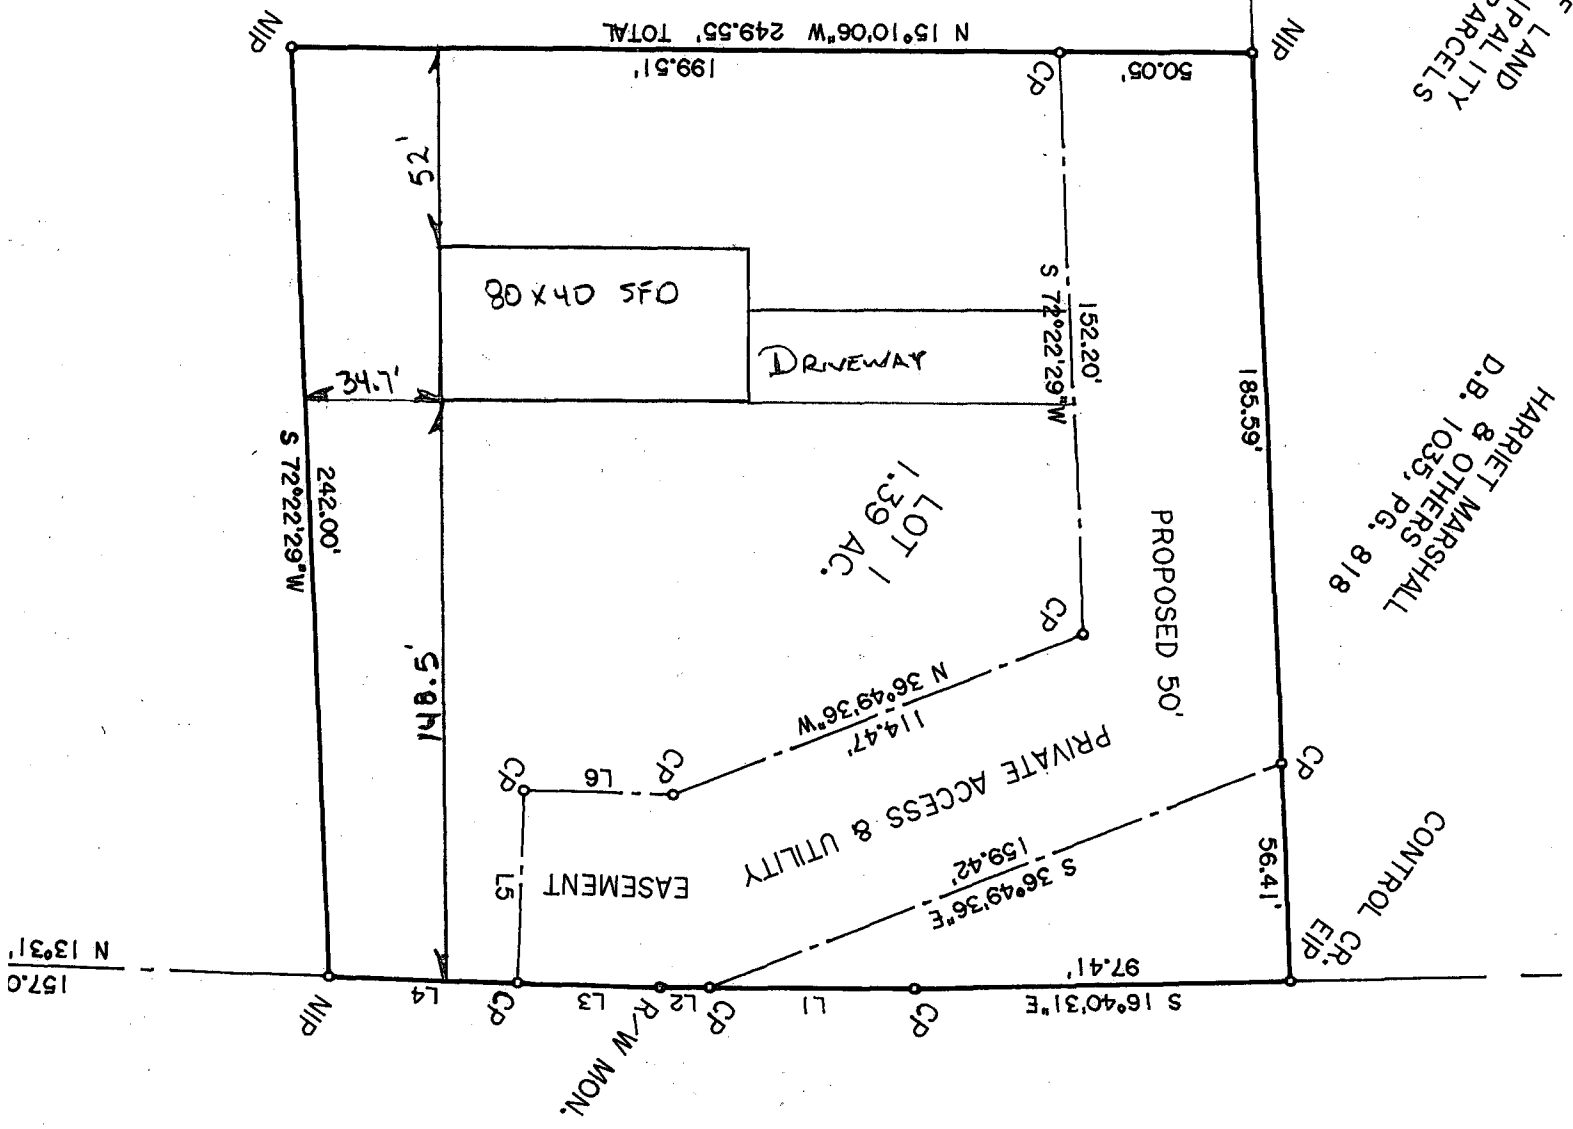 NIP
N 15°10'06"W 249.55' TOTAL
199.51'
CP
50.05'
NIP
LAND
IPALITY
PARCELS
52'
80 X 40 SFD
DRIVEWAY
34.7'
S 72°22'29"W
152.20'
185.59'
HARRIET MARSHALL
& OTHERS
D.B. 1035, PG. 818
S 72°22'29"W
242.00'
LOT 1
1.39 AC.
148.5'
CP
PROPOSED 50'
PRIVATE ACCESS & UTILITY
EASEMENT
N 36°49'36"W
114.47'
CP
L6
CP
L5
S 36°49'36"E
159.42'
CP
56.41'
CONTROL CR.
EIP
N 13°31'
157.0
NIP
L4
CP
L3
R/W MON.
L2
CP
L1
CP
97.41'
S 16°40'31"E